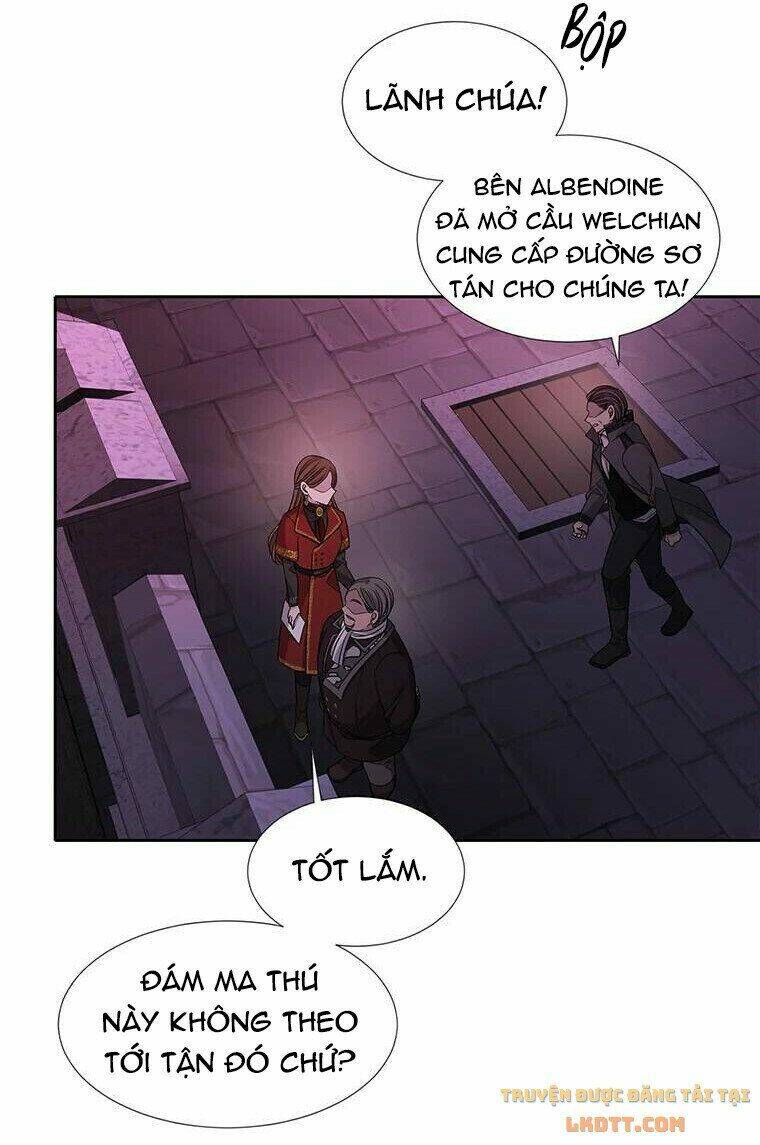 BỘP
LÃNH CHÚA!
BÊN ALBENDINE
ĐÃ MỞ CẦU WELCHIAN
CUNG CẤP ĐƯỜNG SƠ
TÁN CHO CHÚNG TA!
TỐT LẮM.
ĐÁM MA THÚ
NÀY KHÔNG THEO
TỚI TẬN ĐÓ CHỨ?
TRUYỆN ĐƯỢC ĐĂNG TẢI TẠI
LKDTT.COM